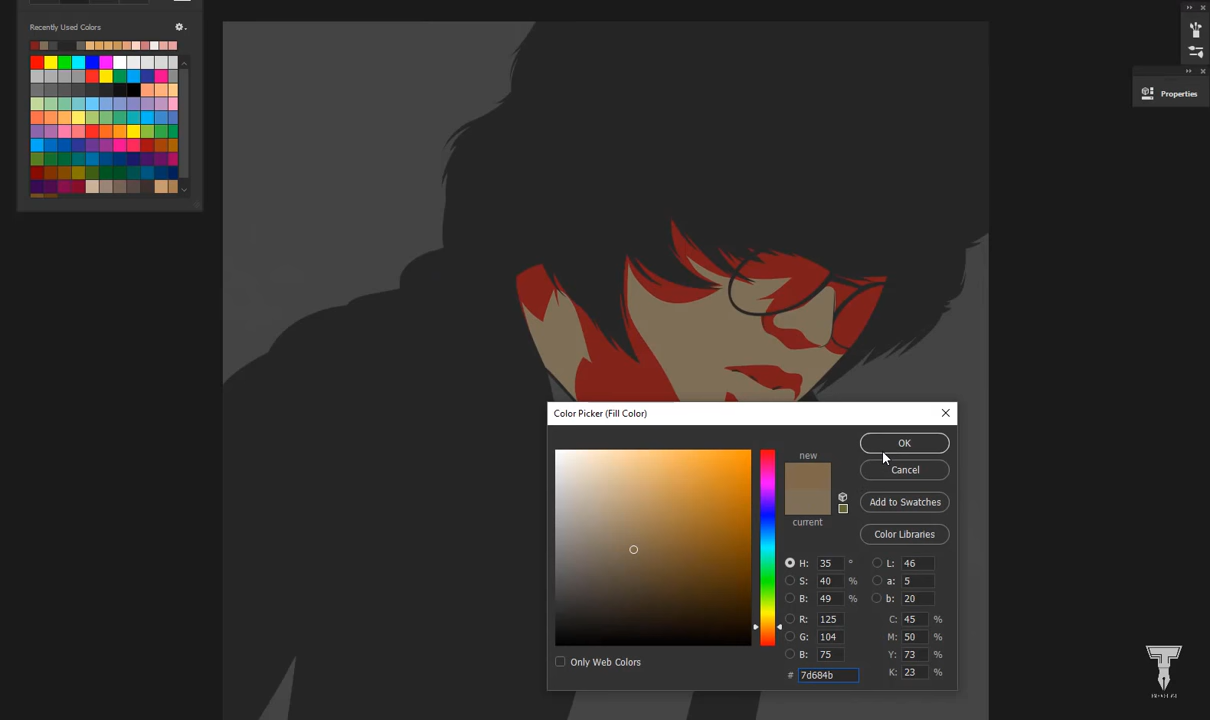 Recently Used Colors
Properties
Color Picker (Fill Color)
new
current
OK
Cancel
Add to Swatches
Color Libraries
H: 35 °
S: 40 %
B: 49 %
R: 125
G: 104
B: 75
# 7d684b
L: 46
a: 5
b: 20
C: 45 %
M: 50 %
Y: 73 %
K: 23 %
Only Web Colors